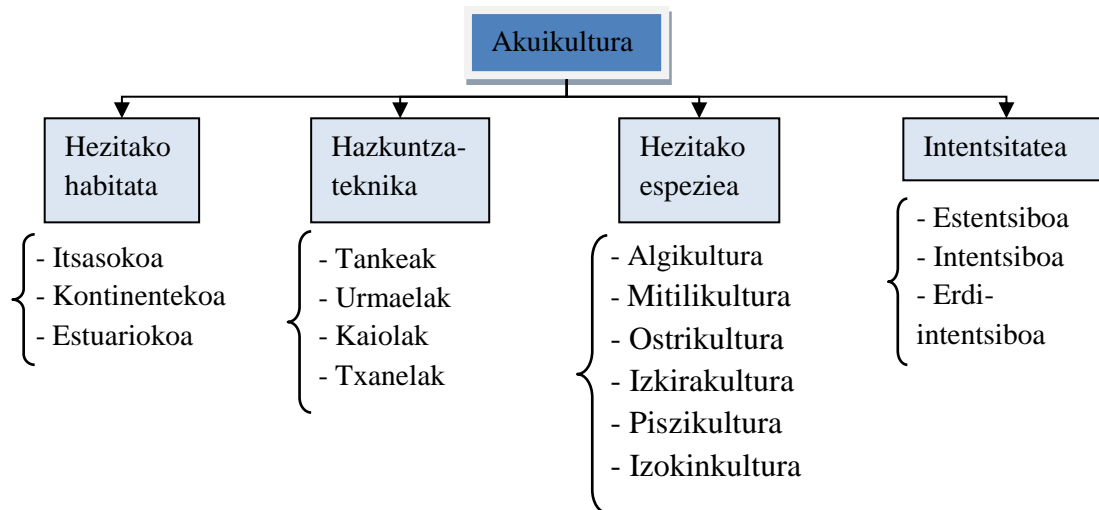 Akuikultura
Hezitako
habitata
- Itsasokoa
- Kontinentekoa
- Estuariokoa
Hazkuntza-
teknika
- Tankeak
- Urmaelak
- Kaiolak
- Txanelak
Hezitako
espeziea
- Algikultura
- Mitilikultura
- Ostrikultura
- Izkirakultura
- Piszikultura
- Izokinkultura
Intentsitatea
- Estentsiboa
- Intentsiboa
- Erdi-
intentsiboa